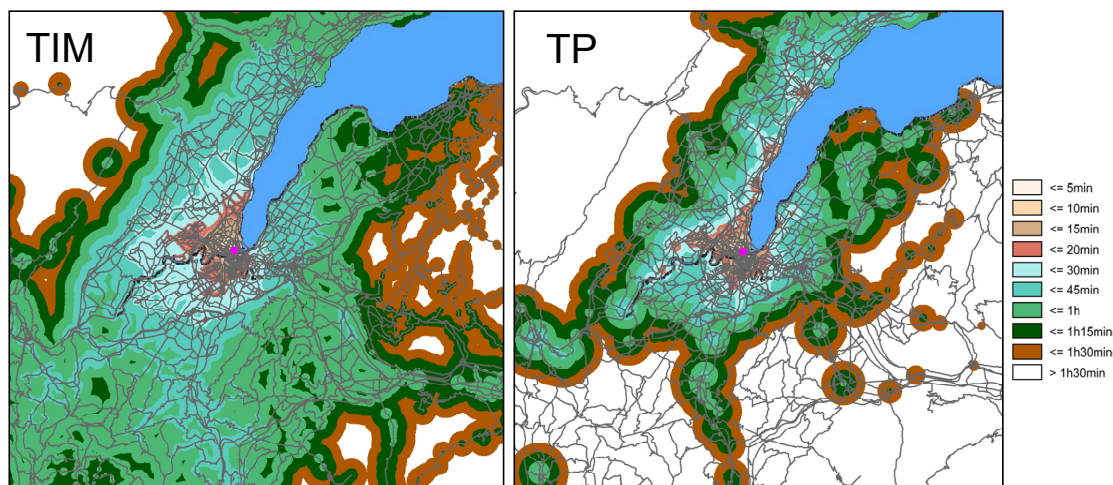 TIM
TP
<= 5min
<= 10min
<= 15min
<= 20min
<= 30min
<= 45min
<= 1h
<= 1h15min
<= 1h30min
> 1h30min